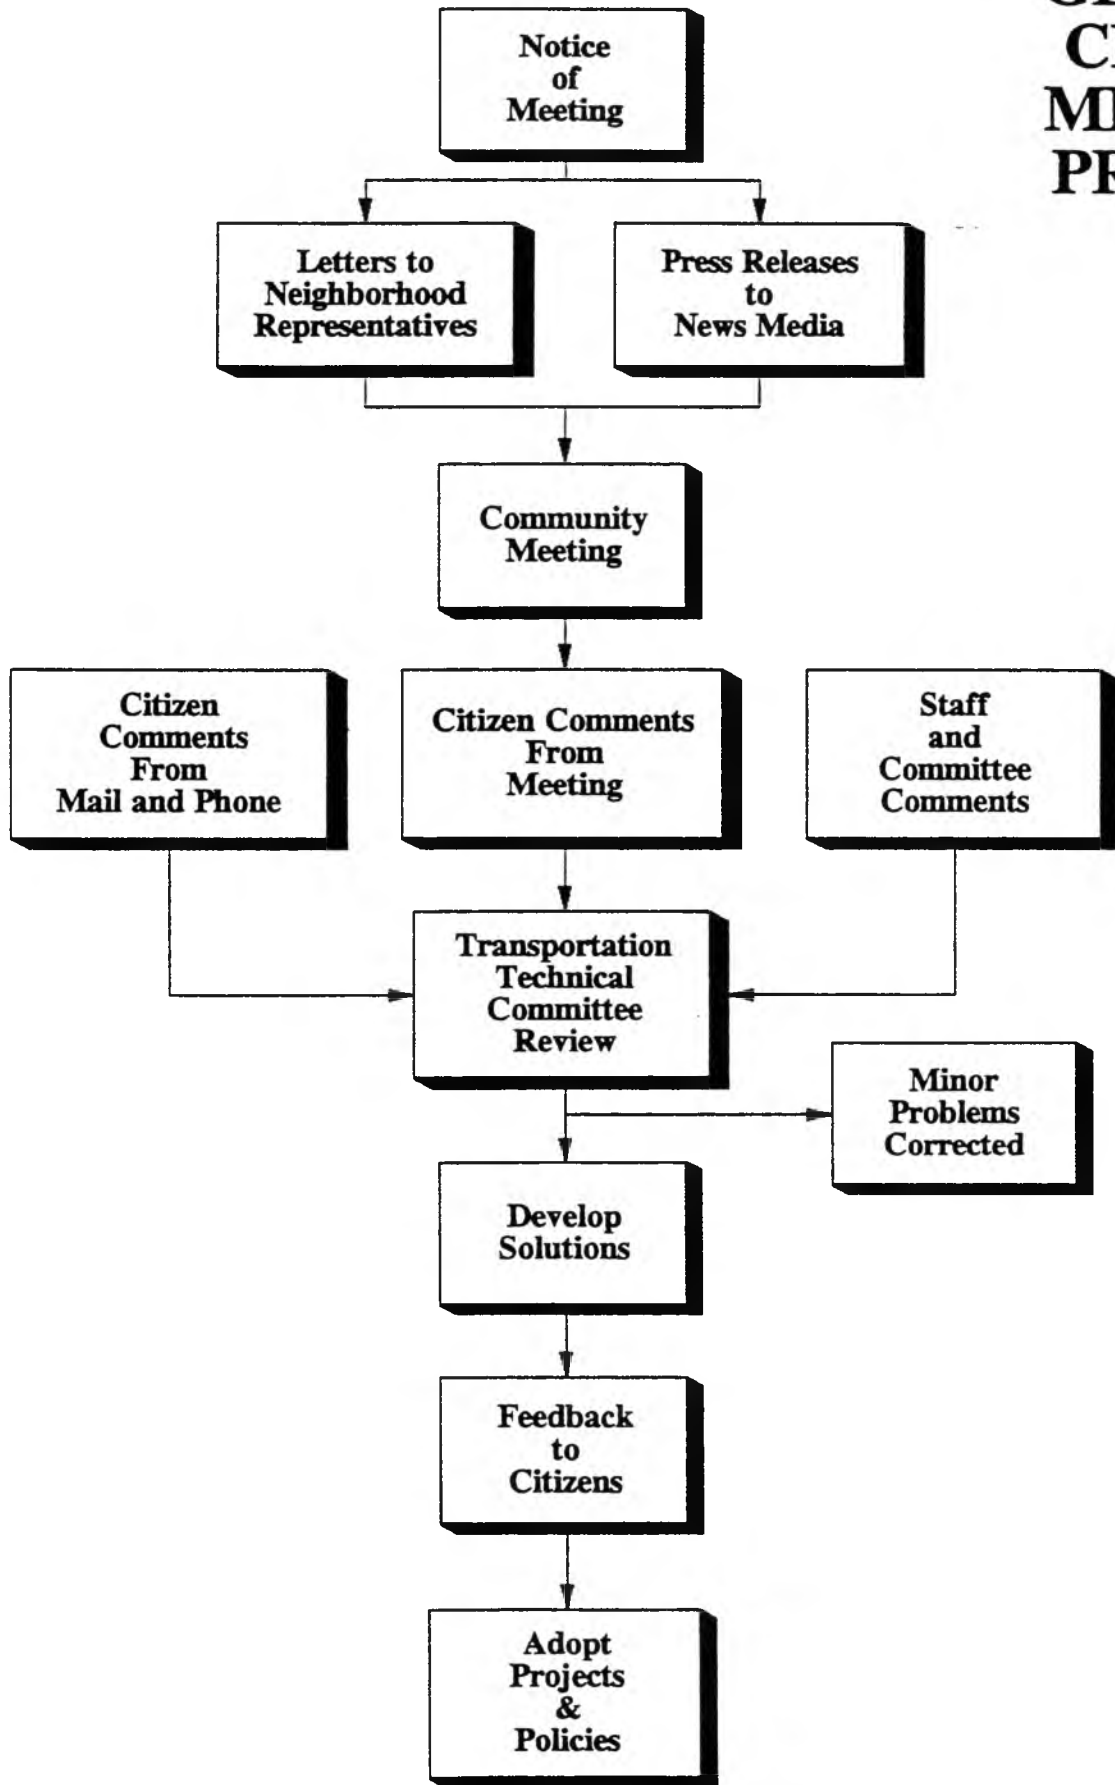 Notice
of
Meeting
Letters to
Neighborhood
Representatives
Press Releases
to
News Media
Community
Meeting
Citizen
Comments
From
Mail and Phone
Citizen Comments
From
Meeting
Staff
and
Committee
Comments
Transportation
Technical
Committee
Review
Minor
Problems
Corrected
Develop
Solutions
Feedback
to
Citizens
Adopt
Projects
&
Policies